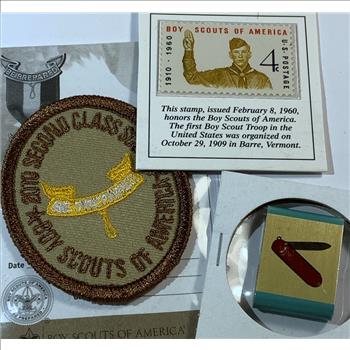 BE PREPARED
BOY SCOUTS OF AMERICA
1910 - 1960
U.S. POSTAGE
4¢
This stamp, issued February 8, 1960,
honors the Boy Scouts of America.
The first Boy Scout Troop in the
United States was organized on
October 29, 1909 in Barre, Vermont.
2010 SECOND CLASS
BE PREPARED
BOY SCOUTS OF AMERICA
Date
BOY SCOUTS OF AMERICA